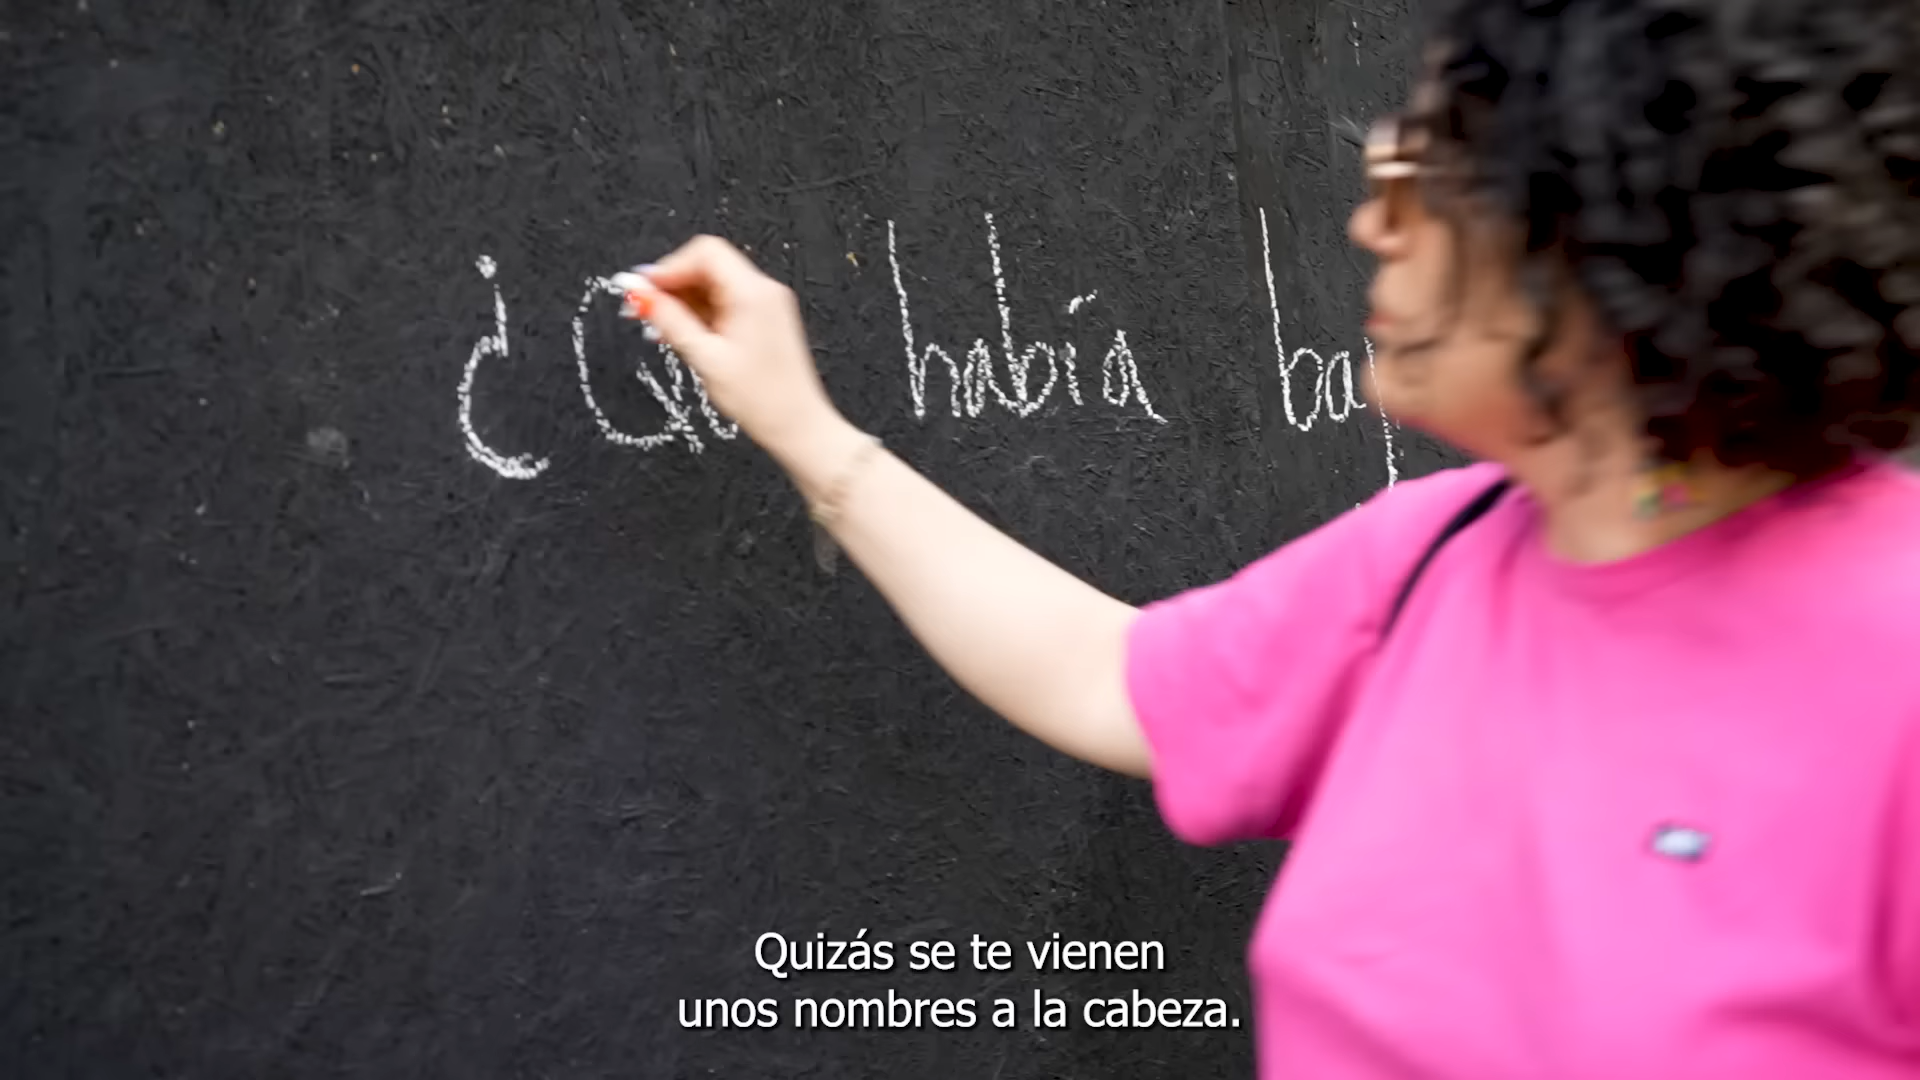 ¿ había
Quizás se te vienen
unos nombres a la cabeza.